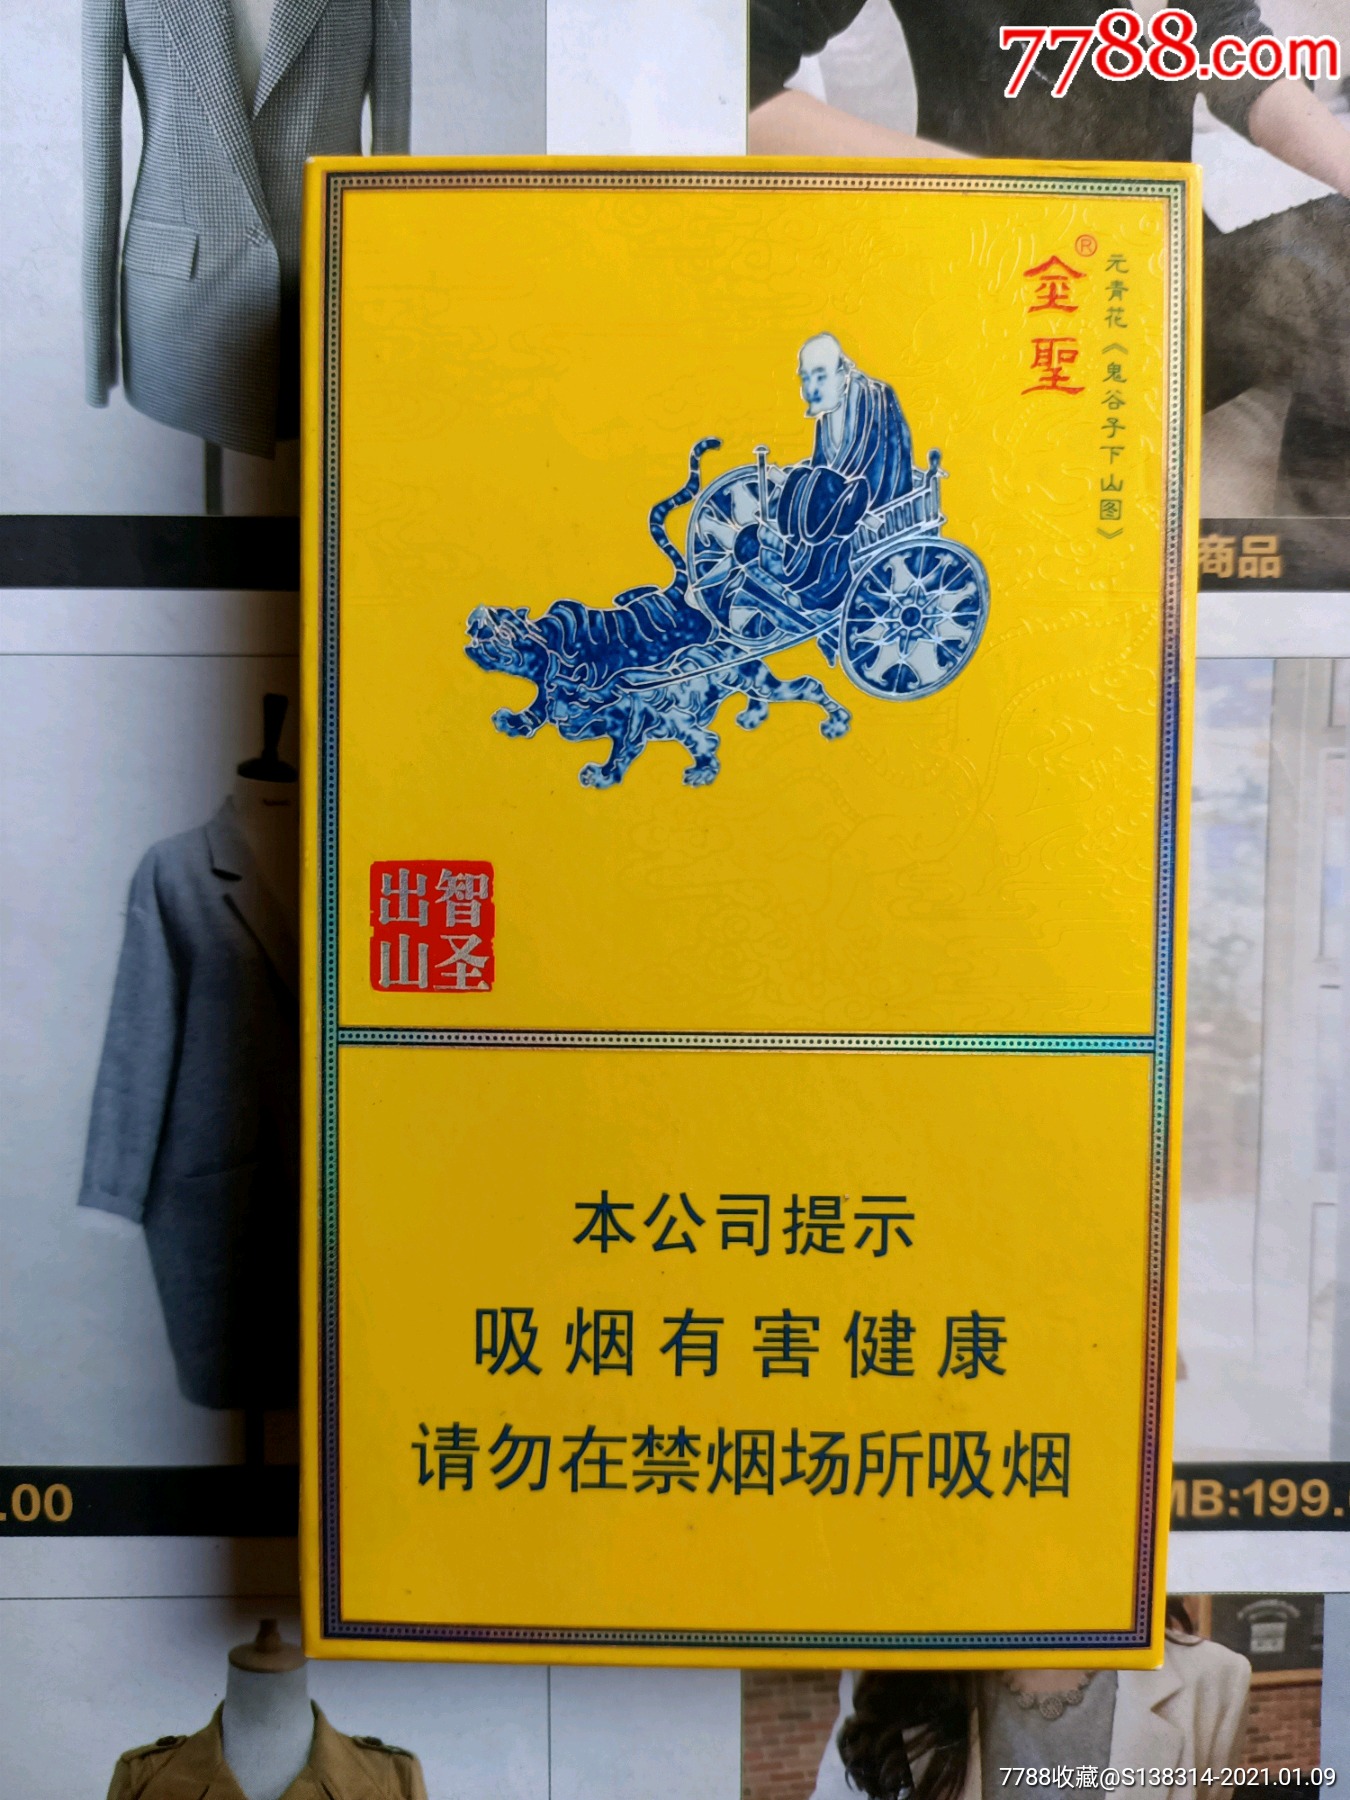 7788.com
金聖®
元青花《鬼谷子下山图》
商品
智圣
出山
本公司提示
吸烟有害健康
请勿在禁烟场所吸烟
.00
MB:199.
7788收藏@S138314-2021.01.09